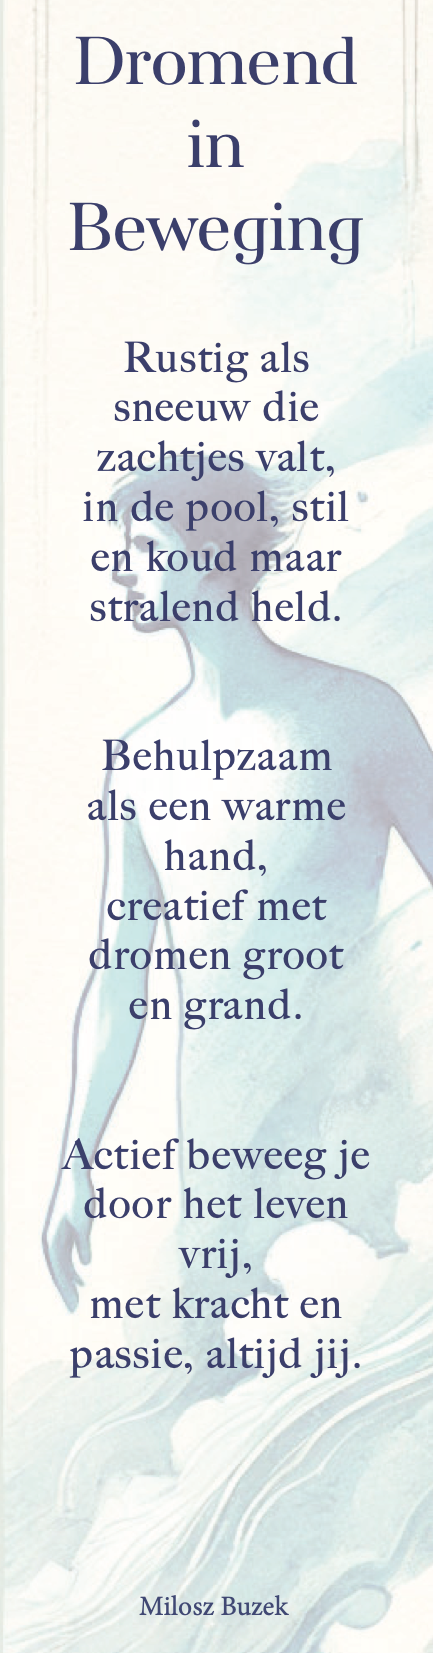 Dromend
in
Beweging
Rustig als
sneeuw die
zachtjes valt,
in de pool, stil
en koud maar
stralend held.
Behulpzaam
als een warme
hand,
creatief met
dromen groot
en grand.
Actief beweeg je
door het leven
vrij,
met kracht en
passie, altijd jij.
Milosz Buzek